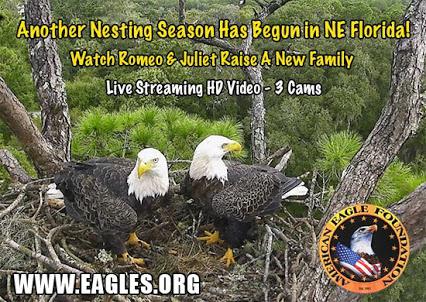 Another Nesting Season Has Begun in NE Florida!
Watch Romeo & Juliet Raise A New Family
Live Streaming HD Video - 3 Cams
WWW.EAGLES.ORG
AMERICAN EAGLE FOUNDATION